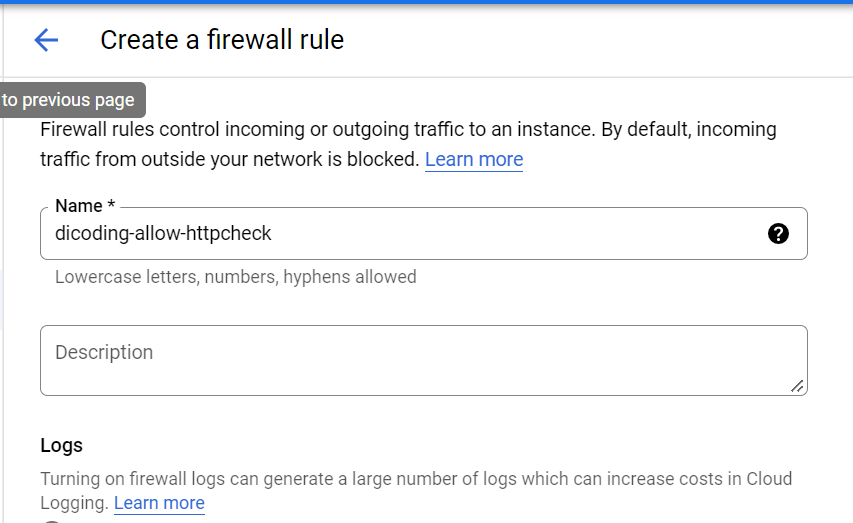 Create a firewall rule
to previous page
Firewall rules control incoming or outgoing traffic to an instance. By default, incoming
traffic from outside your network is blocked. Learn more
Name *
dicoding-allow-httpcheck
?
Lowercase letters, numbers, hyphens allowed
Description
Logs
Turning on firewall logs can generate a large number of logs which can increase costs in Cloud
Logging. Learn more